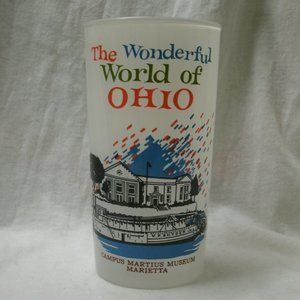 The Wonderful
World of
OHIO
CAMPUS MARTIUS MUSEUM
MARIETTA